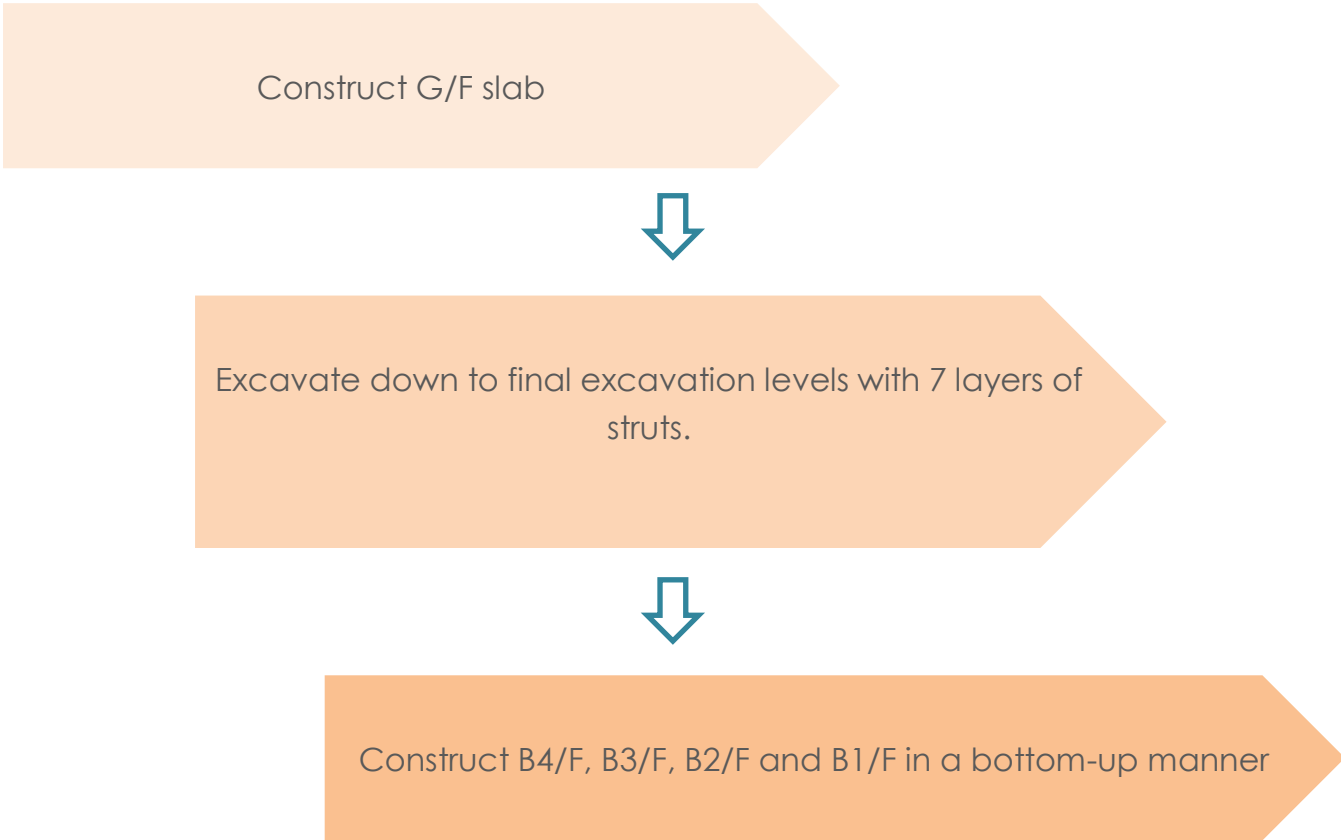 Construct G/F slab
Excavate down to final excavation levels with 7 layers of
struts.
Construct B4/F, B3/F, B2/F and B1/F in a bottom-up manner